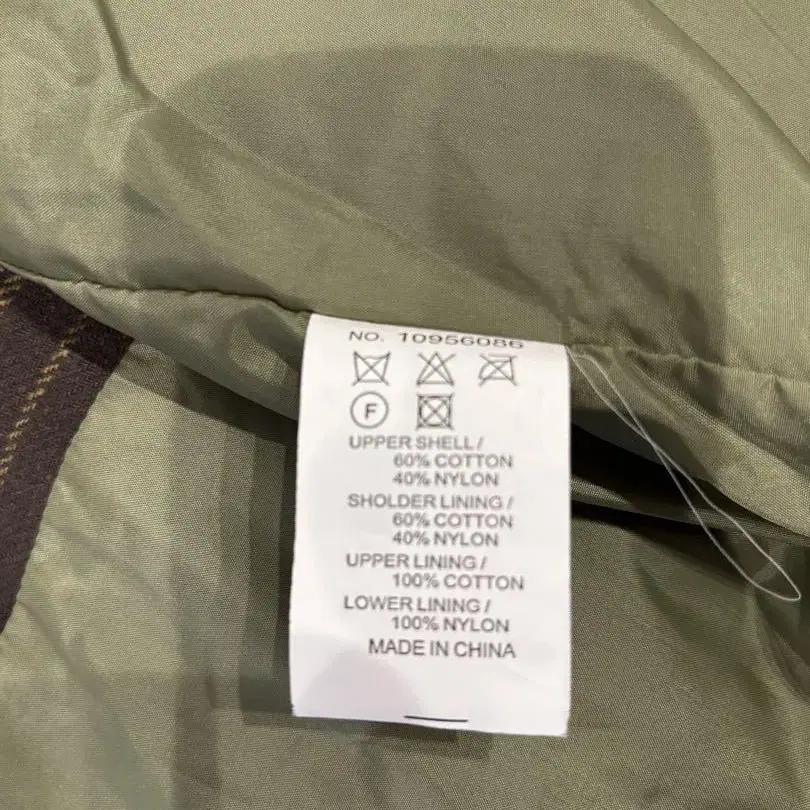 NO. 10956086
F
UPPER SHELL /
60% COTTON
40% NYLON
SHOLDER LINING /
60% COTTON
40% NYLON
UPPER LINING /
100% COTTON
LOWER LINING /
100% NYLON
MADE IN CHINA